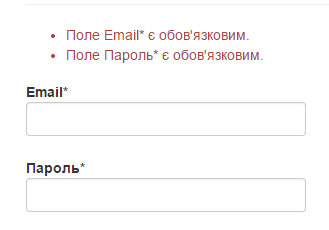 Поле Email* є обов'язковим.
Поле Пароль* є обов'язковим.
Email*
Пароль*